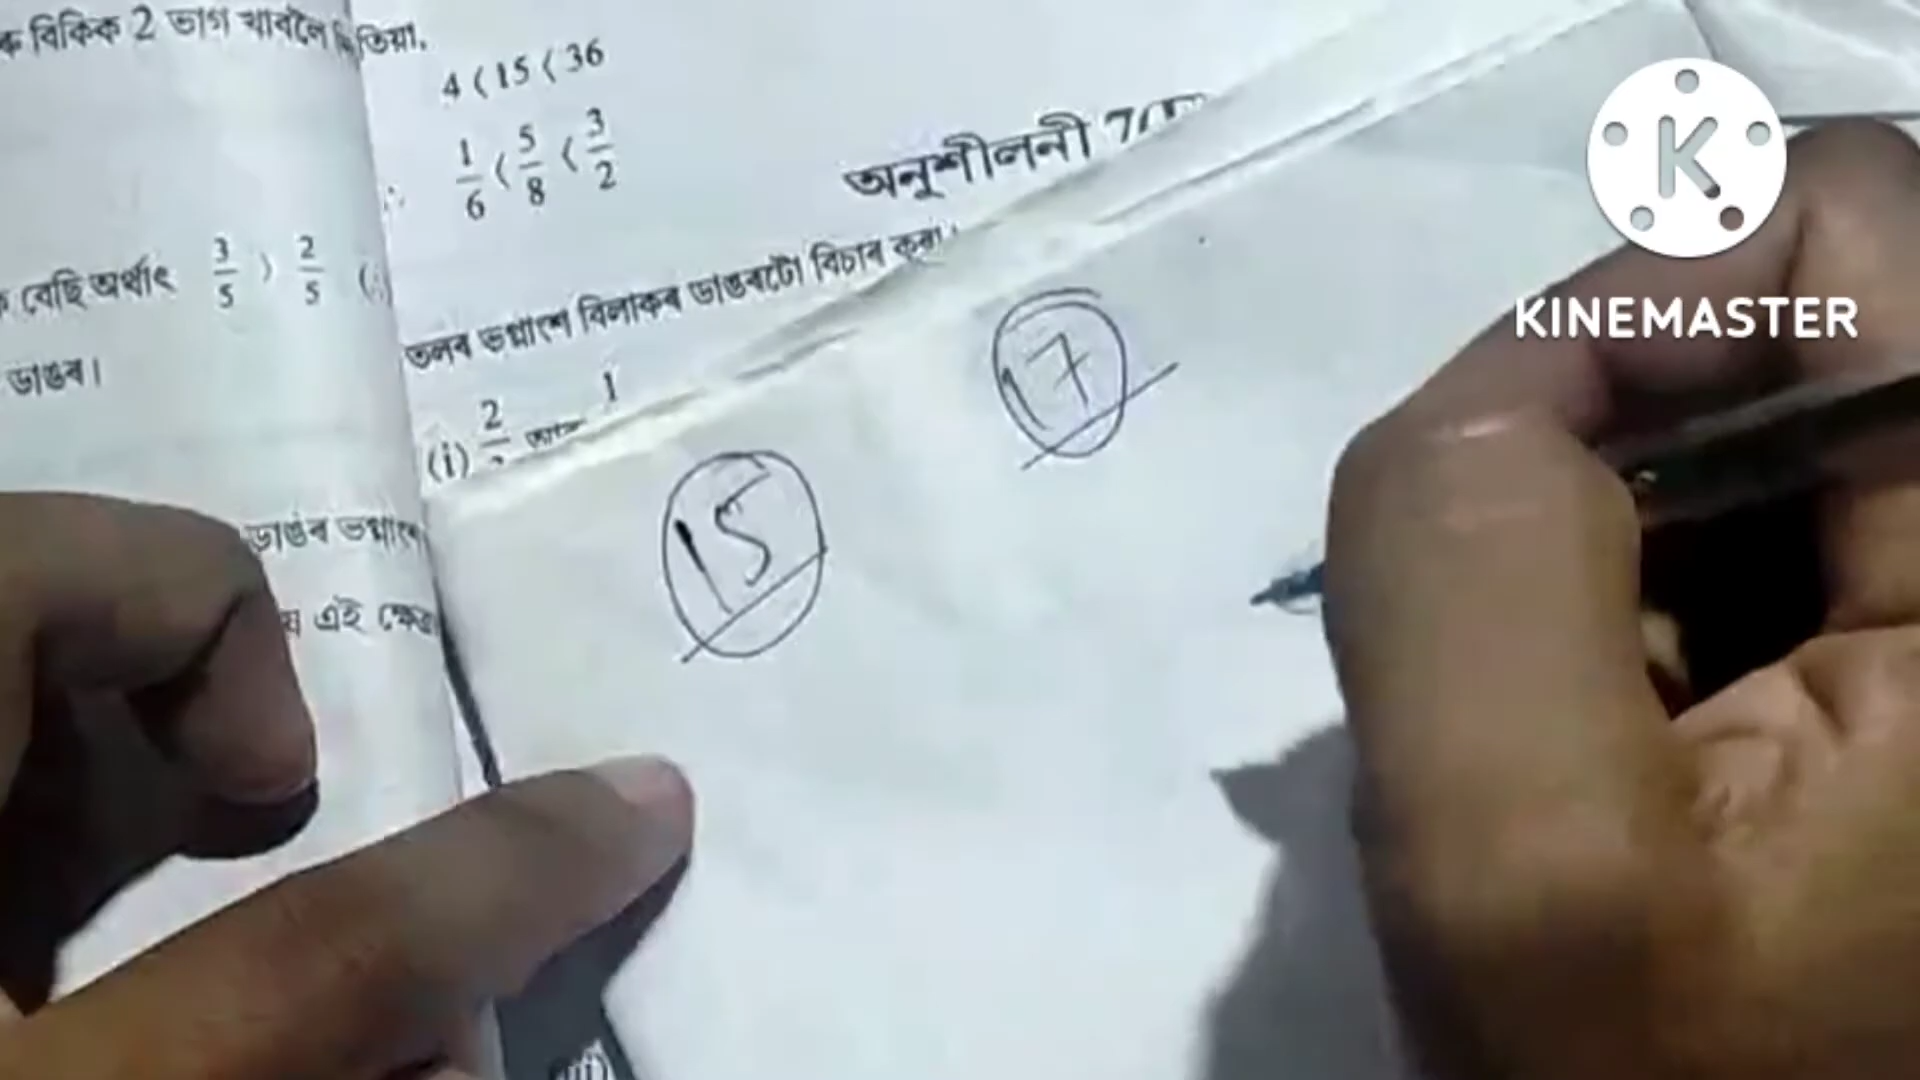 বিকিক 2 ভাগ খাবলৈ
তিয়া.
4 < 15 < 36
∴ 1/6 < 5/8 < 3/2
অনুশীলনী 7
বেছি অৰ্থাৎ 3/5 > 2/5
ডাঙৰ।
তলৰ ভগ্নাংশ বিলাকৰ ডাঙৰটো বিচাৰ কৰা।
(i) 2 1
ডাঙৰ
এই
15
17
KINEMASTER